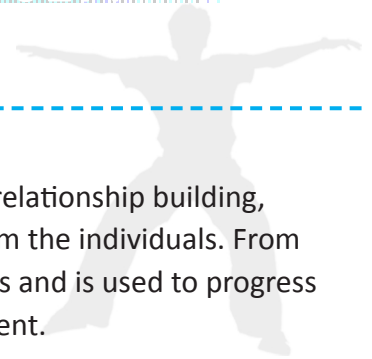 relationship building,
m the individuals. From
s and is used to progress
ent.